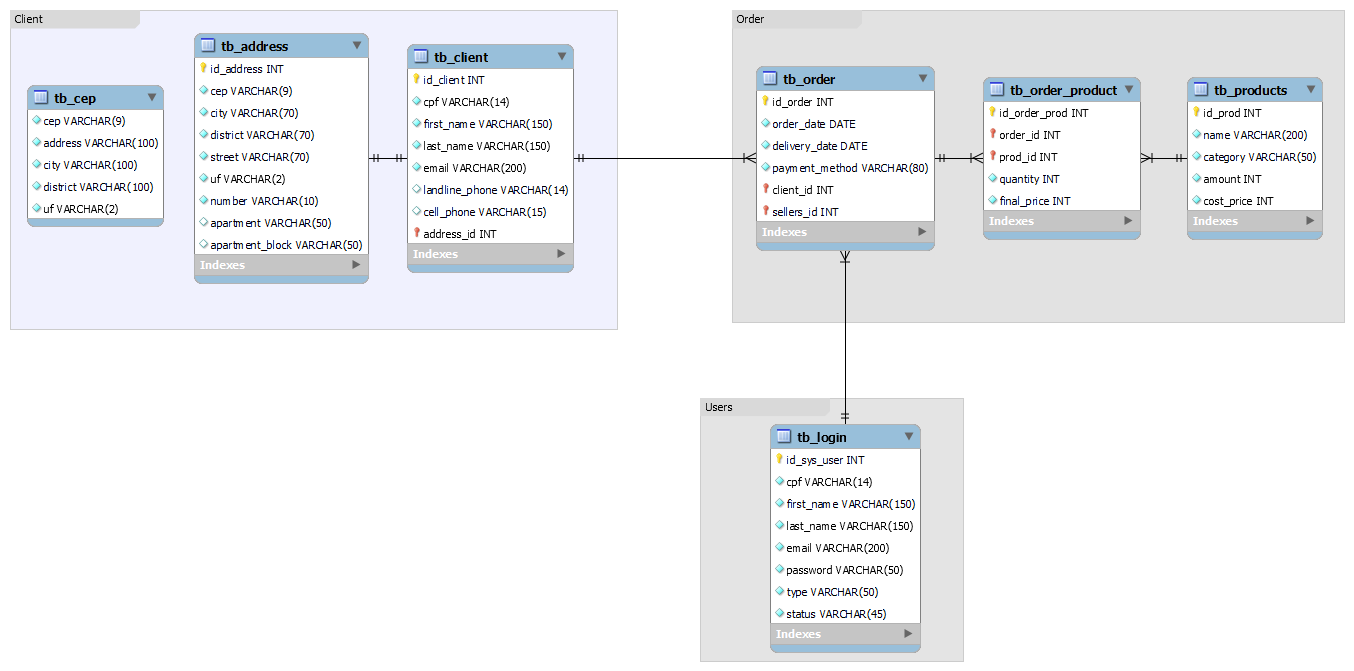 Client
tb_cep
cep VARCHAR(9)
address VARCHAR(100)
city VARCHAR(100)
district VARCHAR(100)
uf VARCHAR(2)
tb_address
id_address INT
cep VARCHAR(9)
city VARCHAR(70)
district VARCHAR(70)
street VARCHAR(70)
uf VARCHAR(2)
number VARCHAR(10)
apartment VARCHAR(50)
apartment_block VARCHAR(50)
Indexes
tb_client
id_client INT
cpf VARCHAR(14)
first_name VARCHAR(150)
last_name VARCHAR(150)
email VARCHAR(200)
landline_phone VARCHAR(14)
cell_phone VARCHAR(15)
address_id INT
Indexes
Order
tb_order
id_order INT
order_date DATE
delivery_date DATE
payment_method VARCHAR(80)
client_id INT
sellers_id INT
Indexes
tb_order_product
id_order_prod INT
order_id INT
prod_id INT
quantity INT
final_price INT
Indexes
tb_products
id_prod INT
name VARCHAR(200)
category VARCHAR(50)
amount INT
cost_price INT
Indexes
Users
tb_login
id_sys_user INT
cpf VARCHAR(14)
first_name VARCHAR(150)
last_name VARCHAR(150)
email VARCHAR(200)
password VARCHAR(50)
type VARCHAR(50)
status VARCHAR(45)
Indexes